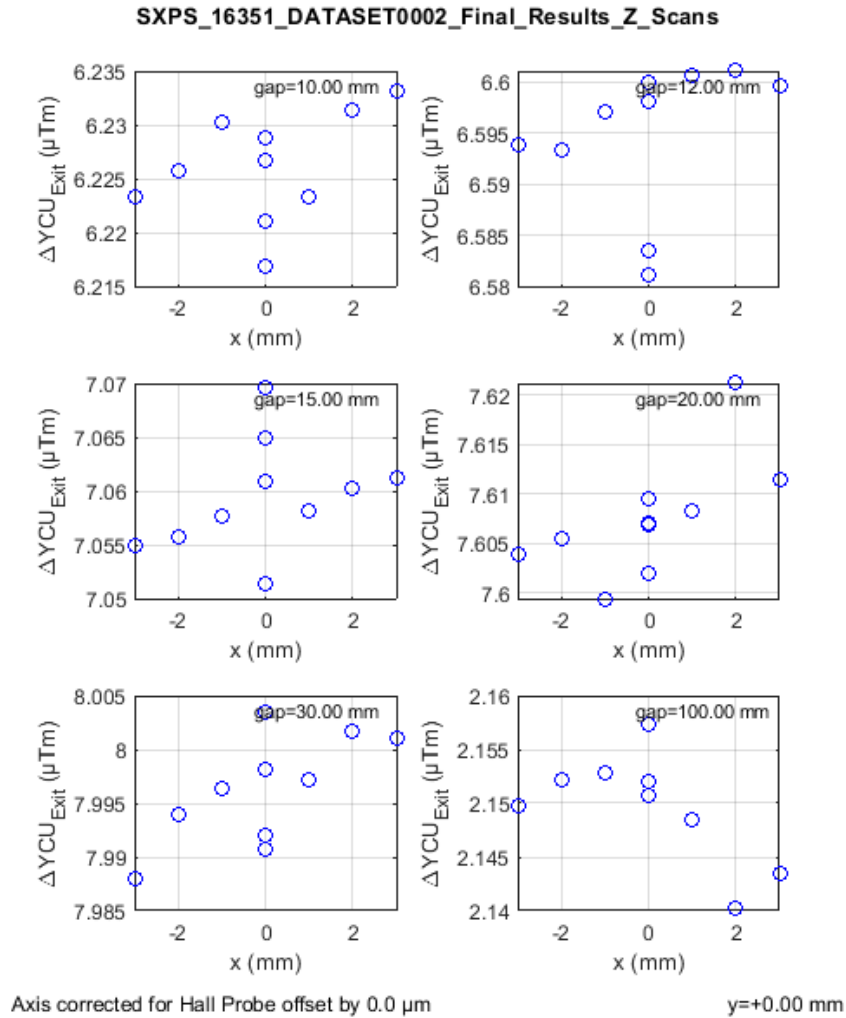 SXPS_16351_DATASET0002_Final_Results_Z_Scans
6.235
6.23
6.225
6.22
6.215
ΔYCU_Exit (μTm)
gap=10.00 mm
-2 0 2
x (mm)
6.6
6.595
6.59
6.585
6.58
ΔYCU_Exit (μTm)
gap=12.00 mm
-2 0 2
x (mm)
7.07
7.065
7.06
7.055
7.05
ΔYCU_Exit (μTm)
gap=15.00 mm
-2 0 2
x (mm)
7.62
7.615
7.61
7.605
7.6
ΔYCU_Exit (μTm)
gap=20.00 mm
-2 0 2
x (mm)
8.005
8
7.995
7.99
7.985
ΔYCU_Exit (μTm)
gap=30.00 mm
-2 0 2
x (mm)
2.16
2.155
2.15
2.145
2.14
ΔYCU_Exit (μTm)
gap=100.00 mm
-2 0 2
x (mm)
Axis corrected for Hall Probe offset by 0.0 μm
y=+0.00 mm